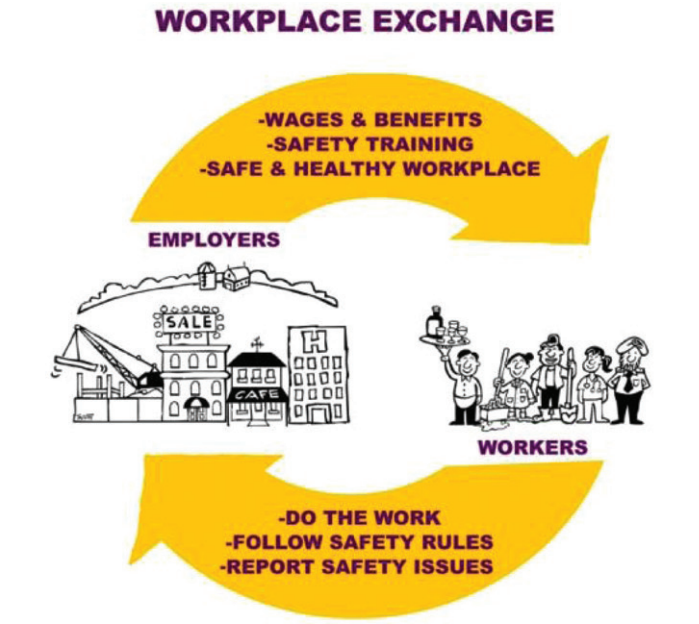 WORKPLACE EXCHANGE
-WAGES & BENEFITS
-SAFETY TRAINING
-SAFE & HEALTHY WORKPLACE
EMPLOYERS
SALE
H
CAFE
WORKERS
-DO THE WORK
-FOLLOW SAFETY RULES
-REPORT SAFETY ISSUES